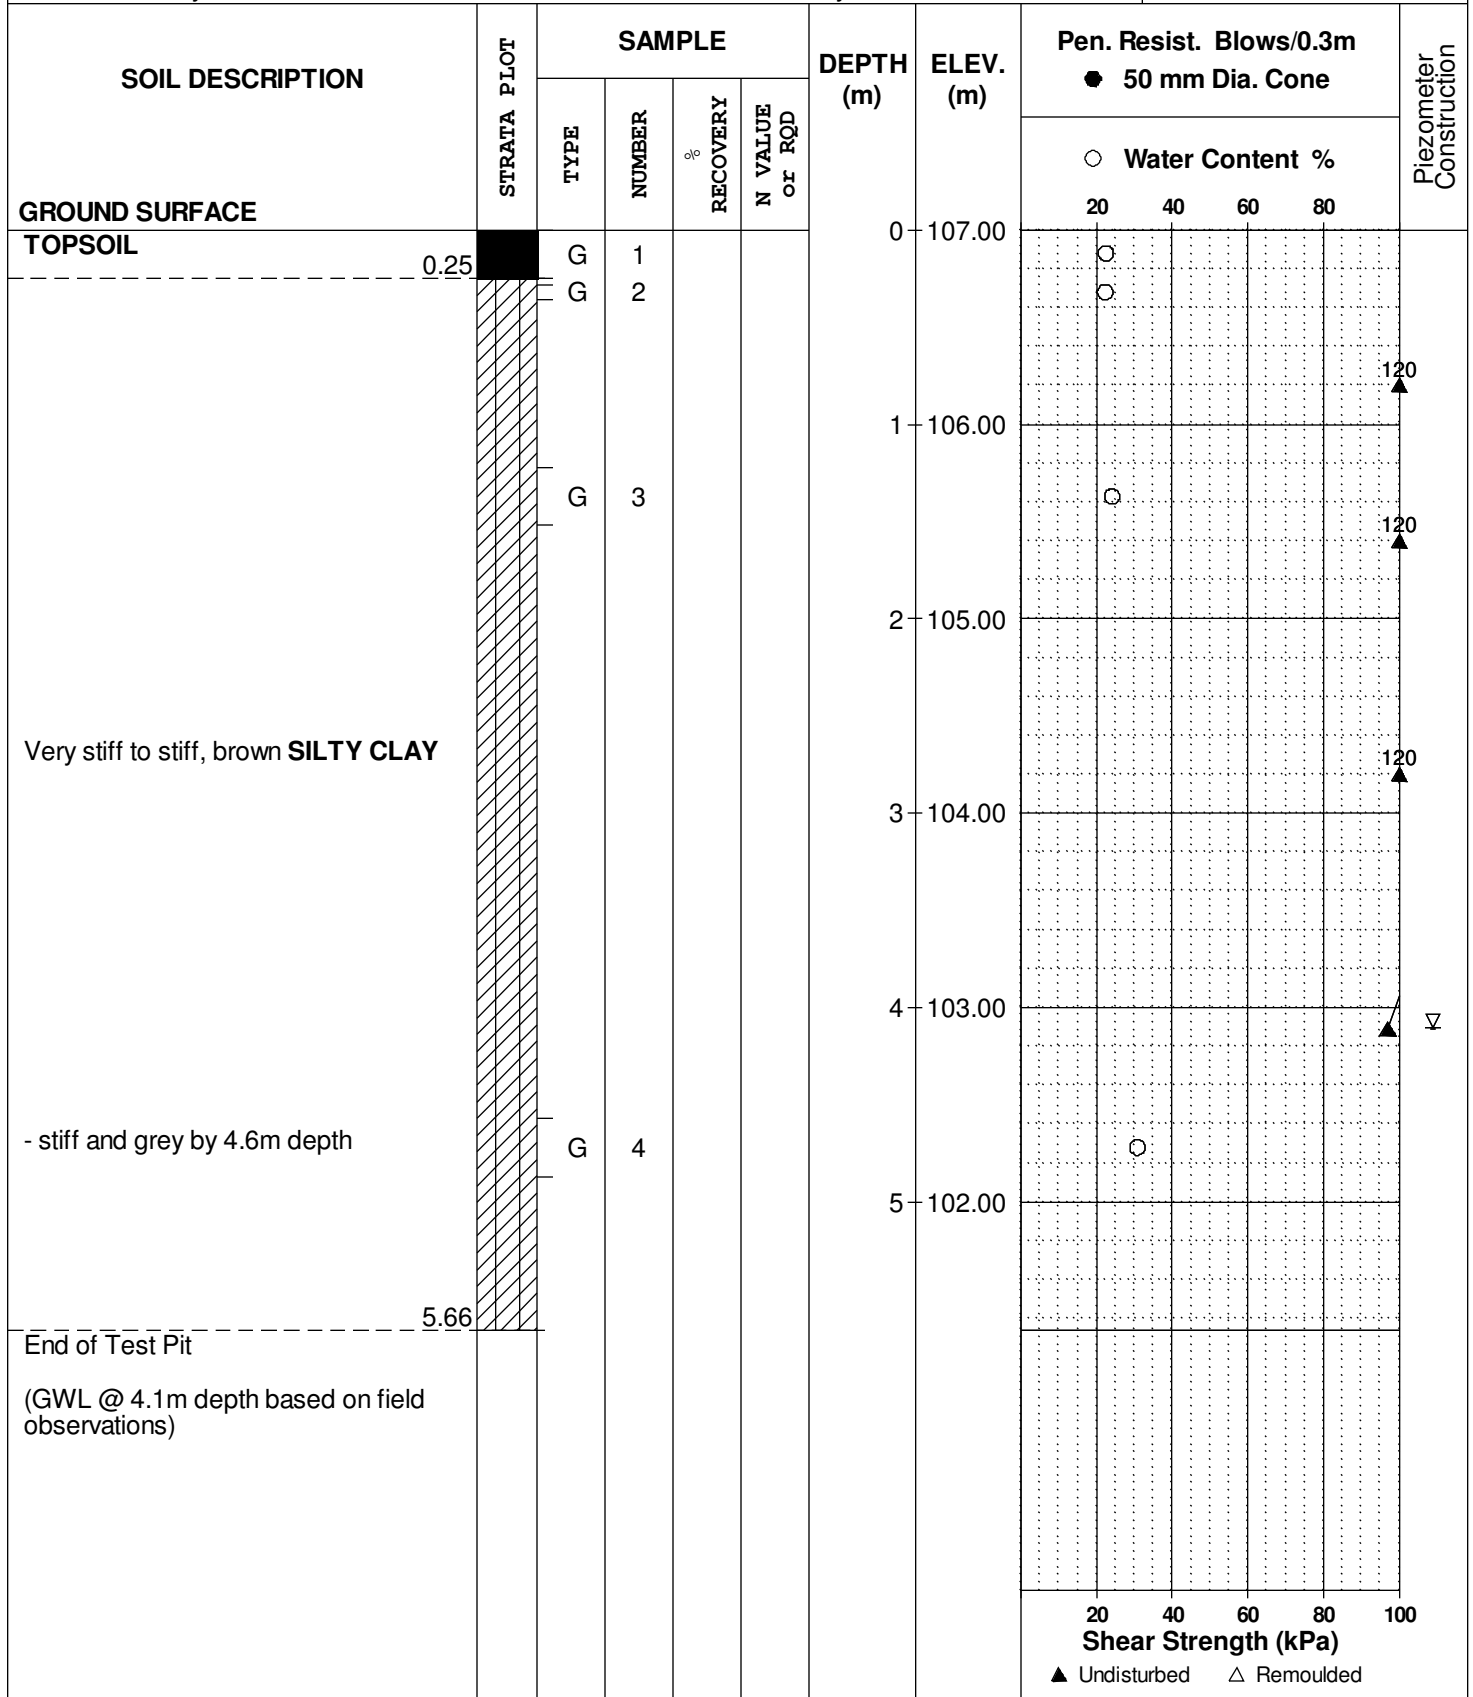 SOIL DESCRIPTION
GROUND SURFACE
STRATA PLOT
SAMPLE
TYPE
NUMBER
%
RECOVERY
N VALUE
or RQD
DEPTH
(m)
ELEV.
(m)
Pen. Resist. Blows/0.3m
● 50 mm Dia. Cone
○ Water Content %
20 40 60 80
Piezometer
Construction
0 107.00
TOPSOIL
0.25
G 1
G 2
120
1 106.00
G 3
120
2 105.00
Very stiff to stiff, brown SILTY CLAY
120
3 104.00
4 103.00
- stiff and grey by 4.6m depth
G 4
5 102.00
5.66
End of Test Pit
(GWL @ 4.1m depth based on field
observations)
20 40 60 80 100
Shear Strength (kPa)
▲ Undisturbed △ Remoulded